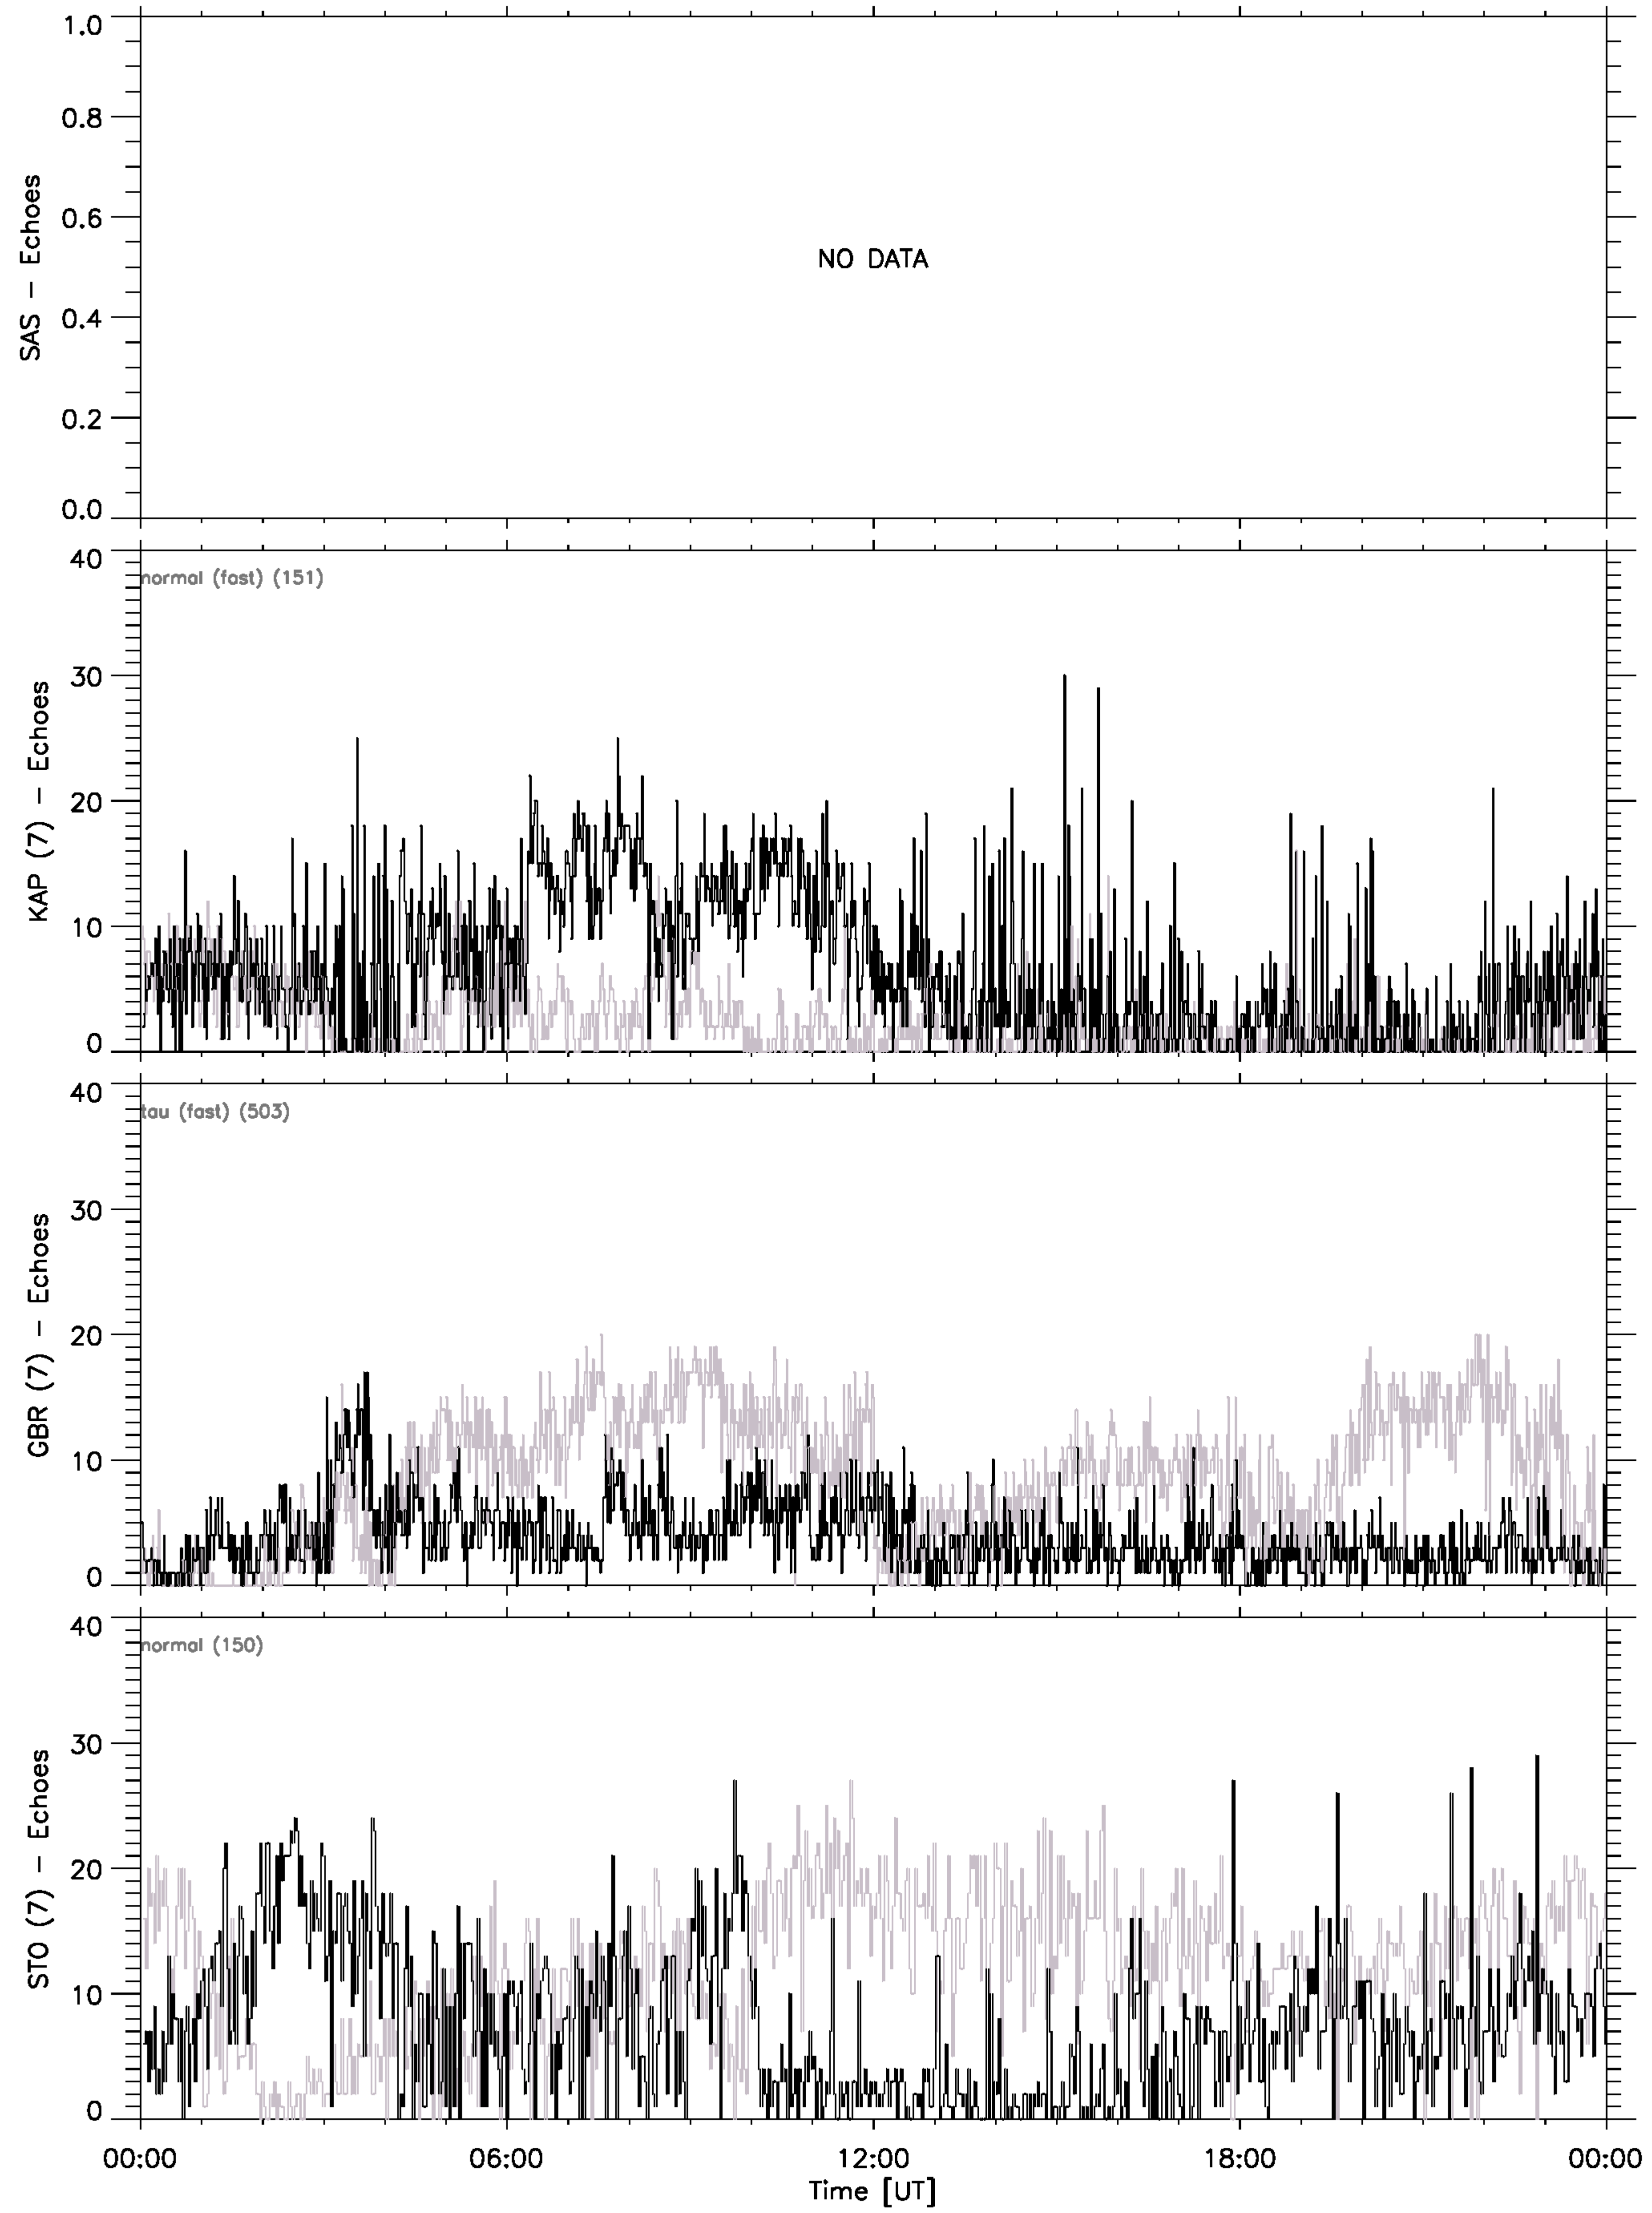 1.0
0.8
0.6
0.4
0.2
0.0
SAS - Echoes
NO DATA
40
30
20
10
0
KAP (7) - Echoes
normal (fast) (151)
40
30
20
10
0
GBR (7) - Echoes
tau (fast) (503)
40
30
20
10
0
STO (7) - Echoes
normal (150)
00:00 06:00 12:00 18:00 00:00
Time [UT]